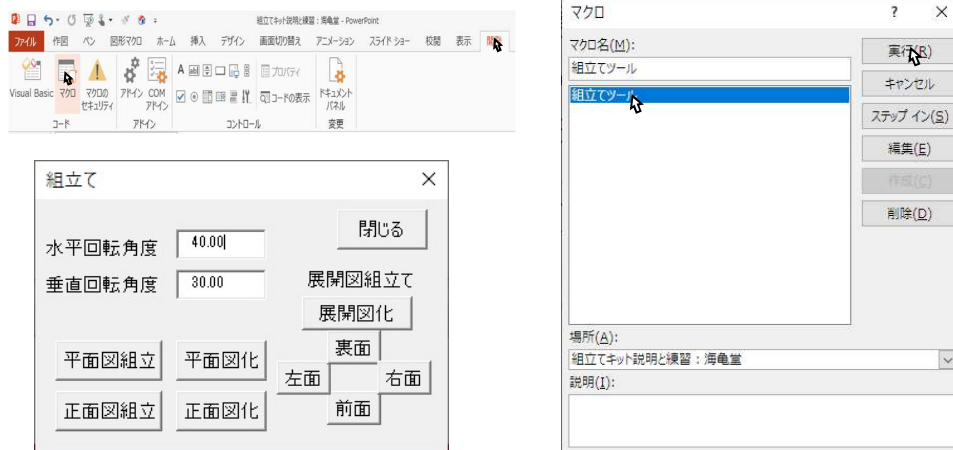 組立てキット説明と練習：海亀堂 - PowerPoint
ファイル 作図 ペン 図形マクロ ホーム 挿入 デザイン 画面切り替え アニメーション スライド ショー 校閲 表示
Visual Basic マクロ マクロの セキュリティ アドイン COM アドイン プロパティ コードの表示 ドキュメント パネル
コード アドイン コントロール 変更
組立て
閉じる
水平回転角度 40.00
垂直回転角度 30.00
展開図組立て
展開図化
平面図組立 平面図化 裏面
左面 右面
正面図組立 正面図化 前面
マクロ ?
マクロ名(M):
組立てツール
組立てツール
実行(R)
キャンセル
ステップ イン(S)
編集(E)
作成(C)
削除(D)
場所(A):
組立てキット説明と練習：海亀堂
説明(I):